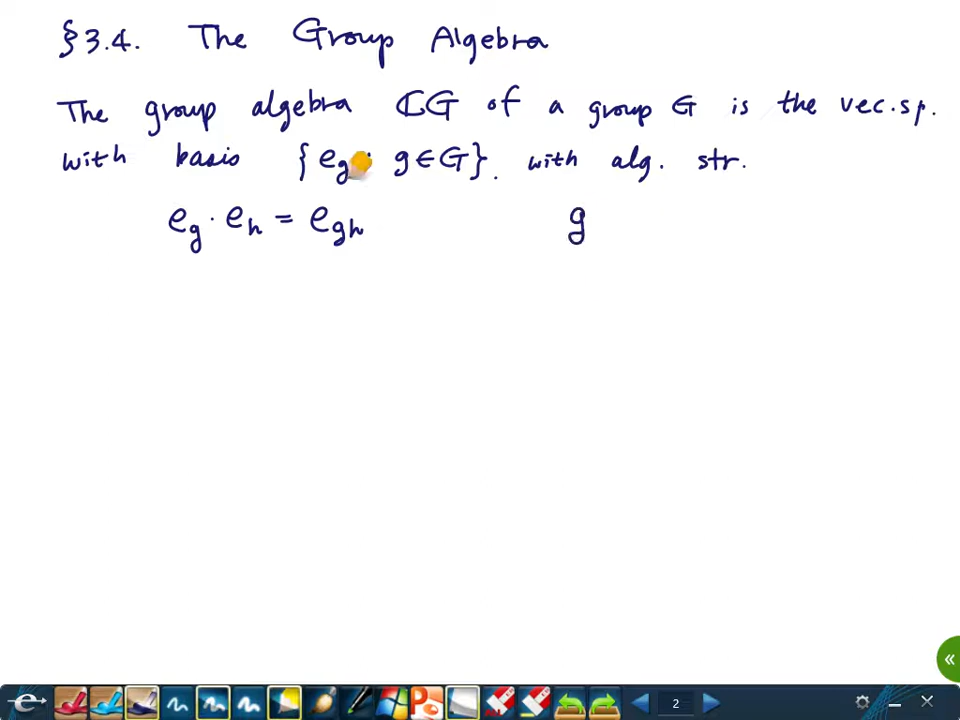 §3.4. The Group Algebra
The group algebra ℂG of a group G is the vec.sp.
with basis {e_g : g∈G}. with alg. str.
e_g · e_h = e_gh g
2